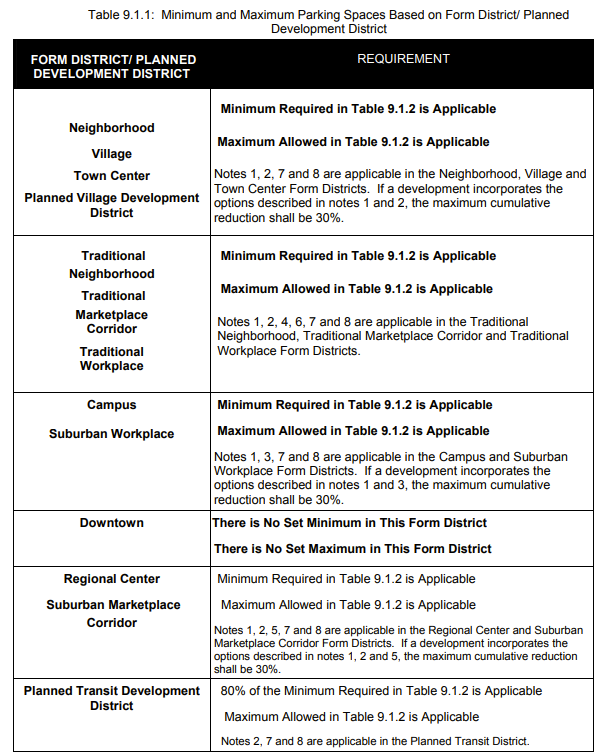 Table 9.1.1: Minimum and Maximum Parking Spaces Based on Form District/ Planned
Development District
FORM DISTRICT/ PLANNED
DEVELOPMENT DISTRICT
REQUIREMENT
Neighborhood
Village
Town Center
Planned Village Development
District
Minimum Required in Table 9.1.2 is Applicable
Maximum Allowed in Table 9.1.2 is Applicable
Notes 1, 2, 7 and 8 are applicable in the Neighborhood, Village and
Town Center Form Districts. If a development incorporates the
options described in notes 1 and 2, the maximum cumulative
reduction shall be 30%.
Traditional
Neighborhood
Traditional
Marketplace
Corridor
Traditional
Workplace
Minimum Required in Table 9.1.2 is Applicable
Maximum Allowed in Table 9.1.2 is Applicable
Notes 1, 2, 4, 6, 7 and 8 are applicable in the Traditional
Neighborhood, Traditional Marketplace Corridor and Traditional
Workplace Form Districts.
Campus
Suburban Workplace
Minimum Required in Table 9.1.2 is Applicable
Maximum Allowed in Table 9.1.2 is Applicable
Notes 1, 3, 7 and 8 are applicable in the Campus and Suburban
Workplace Form Districts. If a development incorporates the
options described in notes 1 and 3, the maximum cumulative
reduction shall be 30%.
Downtown
There is No Set Minimum in This Form District
There is No Set Maximum in This Form District
Regional Center
Suburban Marketplace
Corridor
Minimum Required in Table 9.1.2 is Applicable
Maximum Allowed in Table 9.1.2 is Applicable
Notes 1, 2, 5, 7 and 8 are applicable in the Regional Center and Suburban
Marketplace Corridor Form Districts. If a development incorporates the
options described in notes 1, 2 and 5, the maximum cumulative reduction
shall be 30%.
Planned Transit Development
District
80% of the Minimum Required in Table 9.1.2 is Applicable
Maximum Allowed in Table 9.1.2 is Applicable
Notes 2, 7 and 8 are applicable in the Planned Transit District.